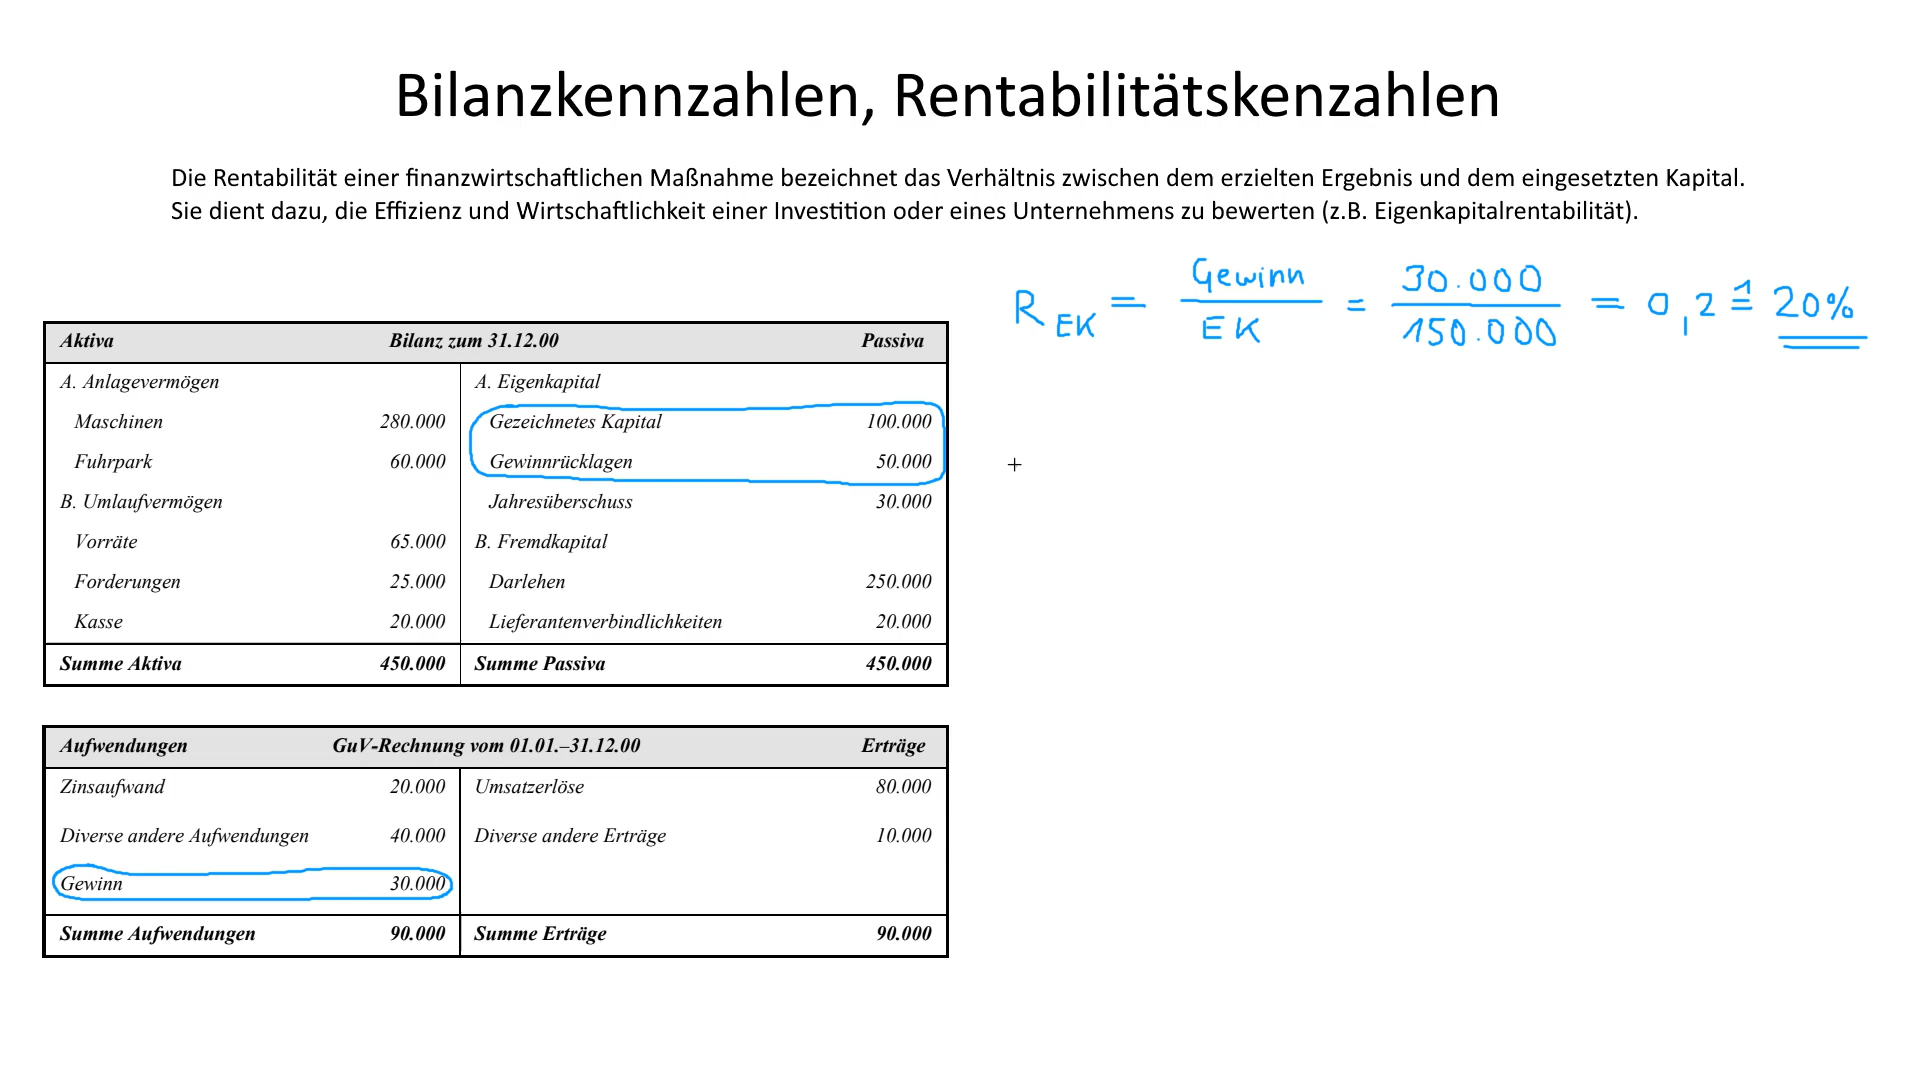 Bilanzkennzahlen, Rentabilitätskenzahlen
Die Rentabilität einer finanzwirtschaftlichen Maßnahme bezeichnet das Verhältnis zwischen dem erzielten Ergebnis und dem eingesetzten Kapital.
Sie dient dazu, die Effizienz und Wirtschaftlichkeit einer Investition oder eines Unternehmens zu bewerten (z.B. Eigenkapitalrentabilität).
R EK = Gewinn / EK = 30.000 / 150.000 = 0,2 ≙ 20%
Aktiva Bilanz zum 31.12.00 Passiva
A. Anlagevermögen A. Eigenkapital
Maschinen 280.000 Gezeichnetes Kapital 100.000
Fuhrpark 60.000 Gewinnrücklagen 50.000
B. Umlaufvermögen Jahresüberschuss 30.000
Vorräte 65.000 B. Fremdkapital
Forderungen 25.000 Darlehen 250.000
Kasse 20.000 Lieferantenverbindlichkeiten 20.000
Summe Aktiva 450.000 Summe Passiva 450.000
Aufwendungen GuV-Rechnung vom 01.01.–31.12.00 Erträge
Zinsaufwand 20.000 Umsatzerlöse 80.000
Diverse andere Aufwendungen 40.000 Diverse andere Erträge 10.000
Gewinn 30.000
Summe Aufwendungen 90.000 Summe Erträge 90.000